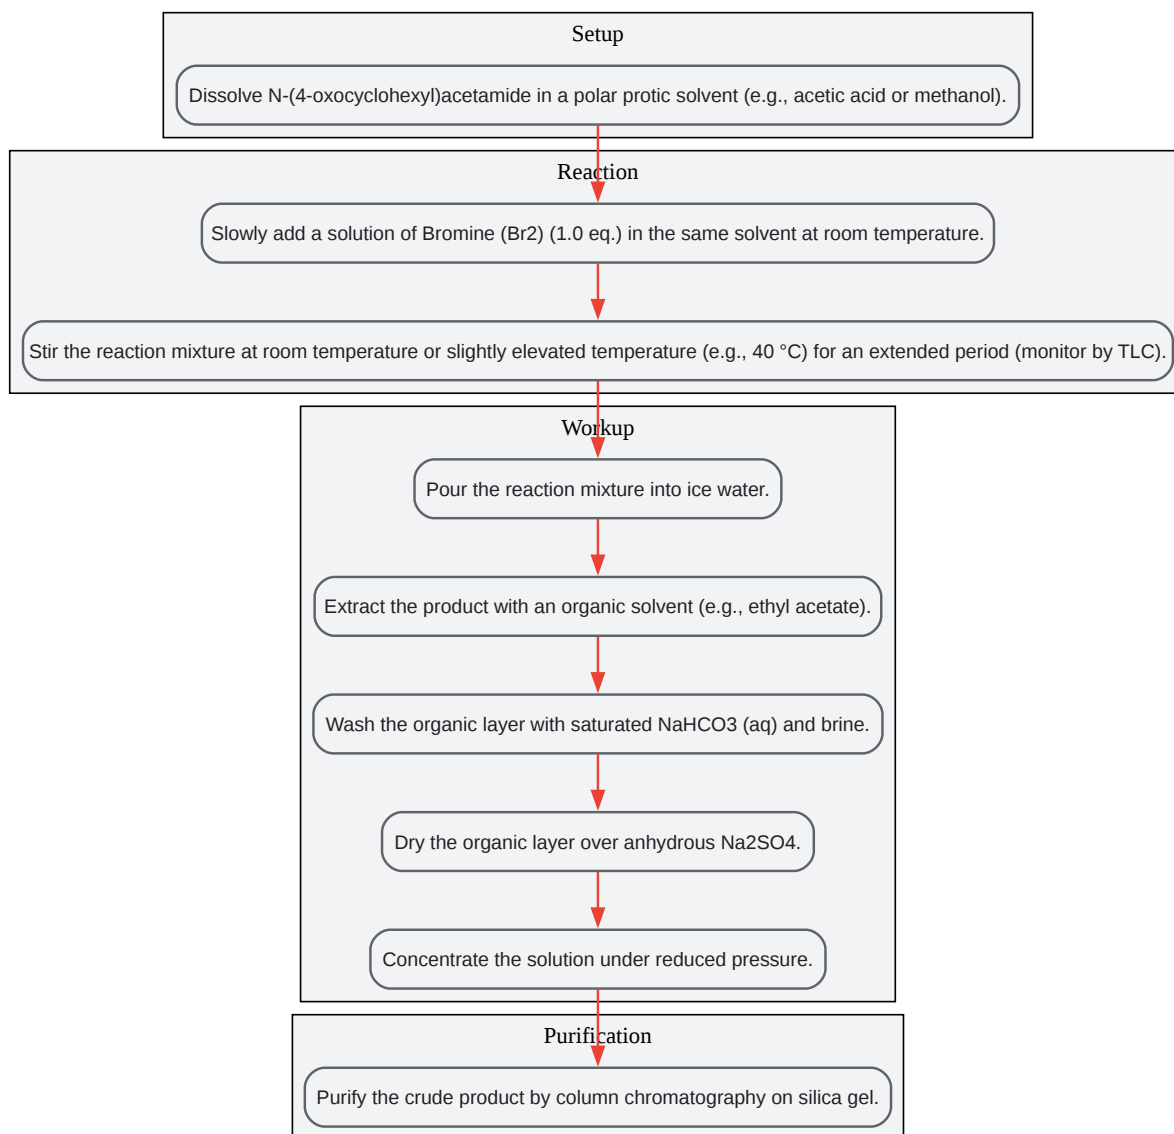 Setup
Dissolve N-(4-oxocyclohexyl)acetamide in a polar protic solvent (e.g., acetic acid or methanol).
Reaction
Slowly add a solution of Bromine (Br2) (1.0 eq.) in the same solvent at room temperature.
Stir the reaction mixture at room temperature or slightly elevated temperature (e.g., 40 °C) for an extended period (monitor by TLC).
Workup
Pour the reaction mixture into ice water.
Extract the product with an organic solvent (e.g., ethyl acetate).
Wash the organic layer with saturated NaHCO3 (aq) and brine.
Dry the organic layer over anhydrous Na2SO4.
Concentrate the solution under reduced pressure.
Purification
Purify the crude product by column chromatography on silica gel.